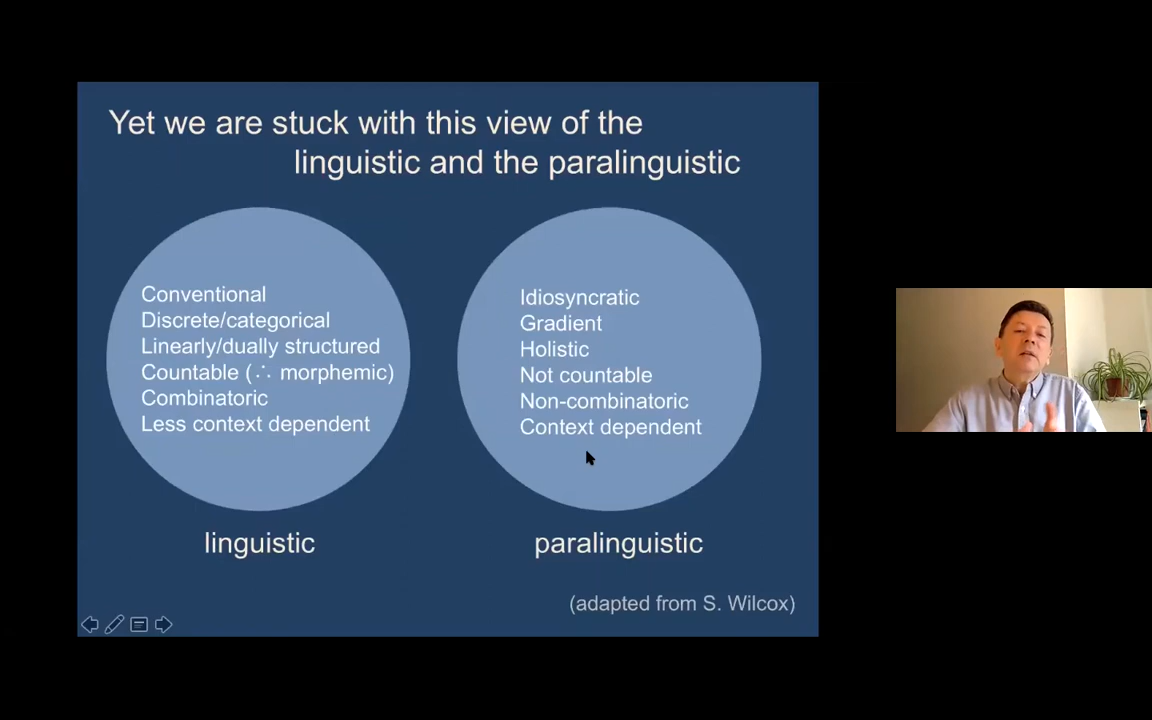 Yet we are stuck with this view of the
linguistic and the paralinguistic
Conventional
Discrete/categorical
Linearly/dually structured
Countable (∴ morphemic)
Combinatoric
Less context dependent
linguistic
Idiosyncratic
Gradient
Holistic
Not countable
Non-combinatoric
Context dependent
paralinguistic
(adapted from S. Wilcox)